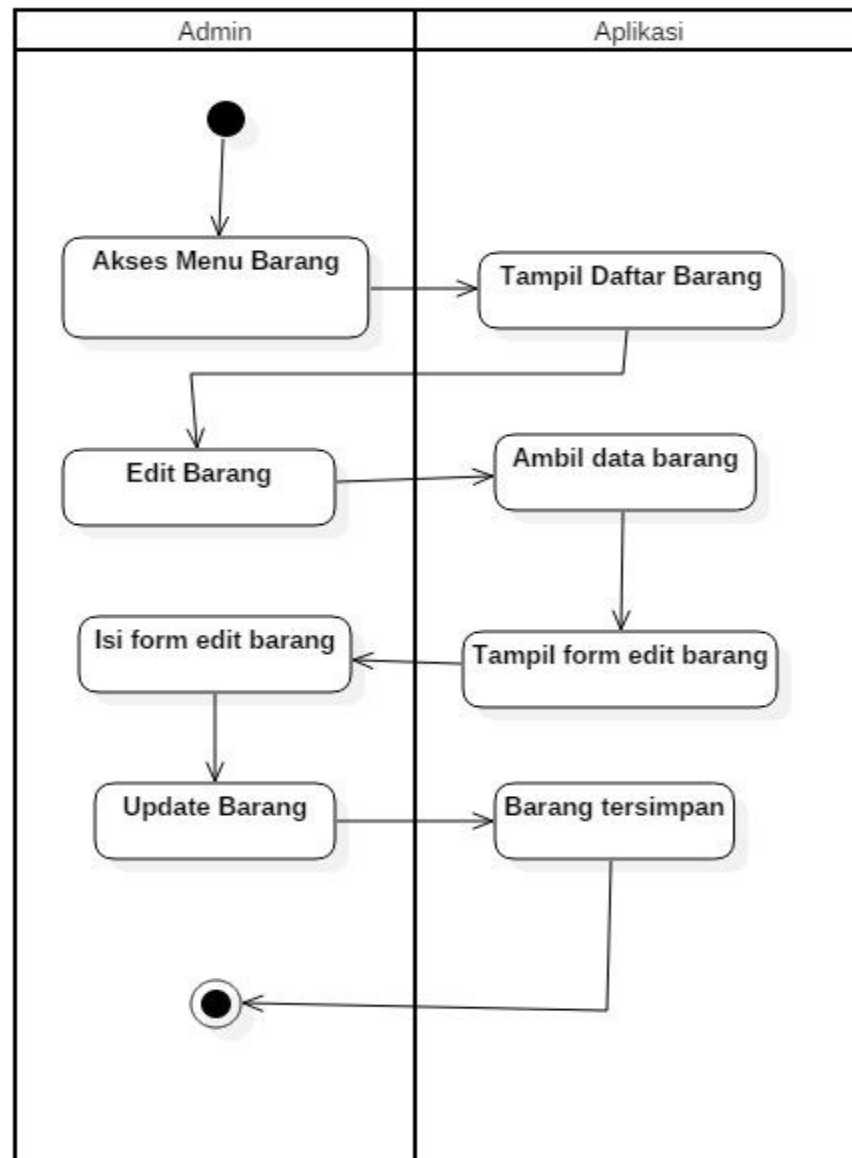 Admin
Aplikasi
Akses Menu Barang
Tampil Daftar Barang
Edit Barang
Ambil data barang
Tampil form edit barang
Isi form edit barang
Update Barang
Barang tersimpan